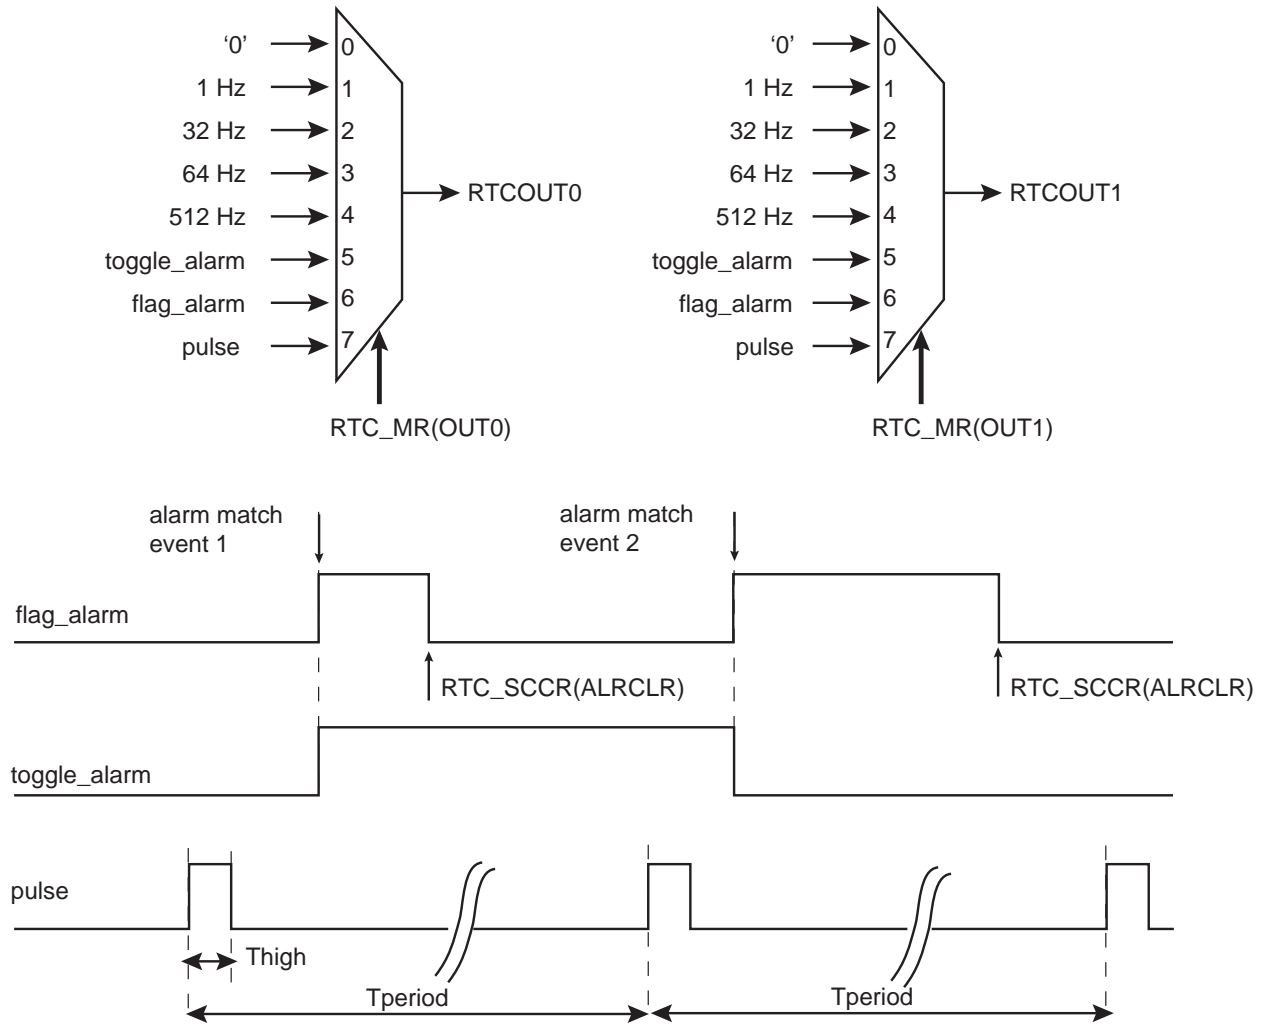 ‘0’
0
1 Hz
1
32 Hz
2
64 Hz
3
512 Hz
4
toggle_alarm
5
flag_alarm
6
pulse
7
RTCOUT0
RTC_MR(OUT0)
‘0’
0
1 Hz
1
32 Hz
2
64 Hz
3
512 Hz
4
toggle_alarm
5
flag_alarm
6
pulse
7
RTCOUT1
RTC_MR(OUT1)
alarm match
event 1
alarm match
event 2
flag_alarm
RTC_SCCR(ALRCLR)
RTC_SCCR(ALRCLR)
toggle_alarm
pulse
Thigh
Tperiod
Tperiod